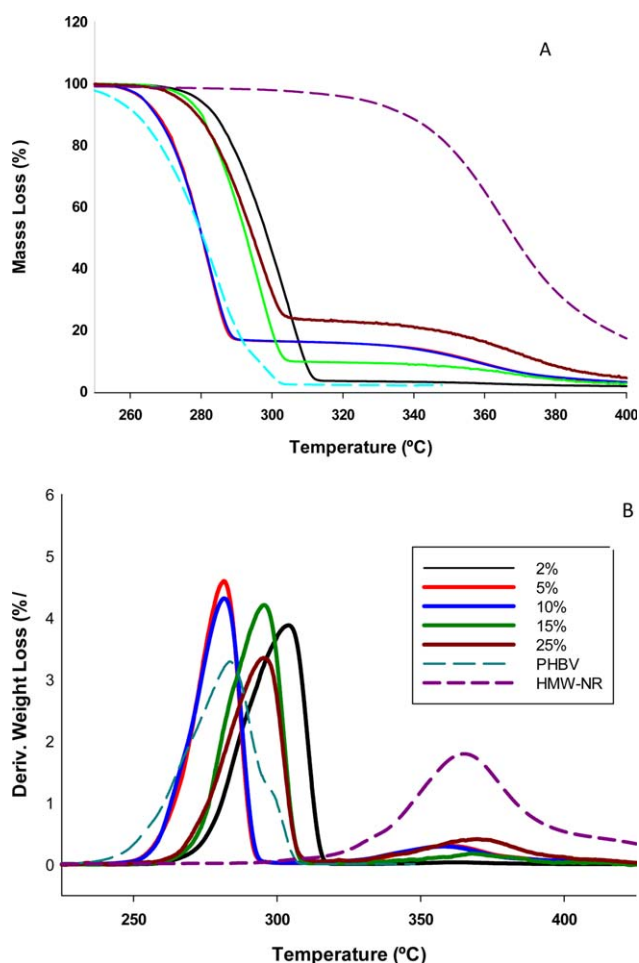 A
120
100
80
60
40
20
0
Masss Loss (%)
260 280 300 320 340 360 380 400
Temperature (ºC)
B
6
5
4
3
2
1
0
Deriv. Weight Loss (%/
2%
5%
10%
15%
25%
PHBV
HMW-NR
250 300 350 400
Temperature (ºC)